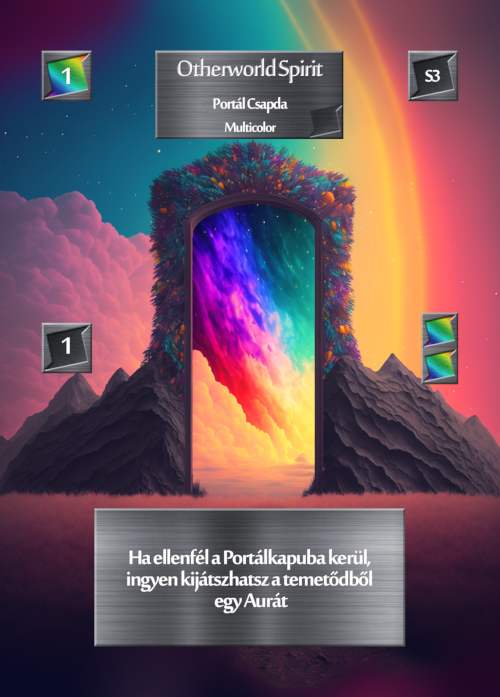 1
Otherworld Spirit
S3
Portál Csapda
Multicolor
1
Ha ellenfél a Portálkapuba kerül,
ingyen kijátszhatsz a temetődből
egy Aurát